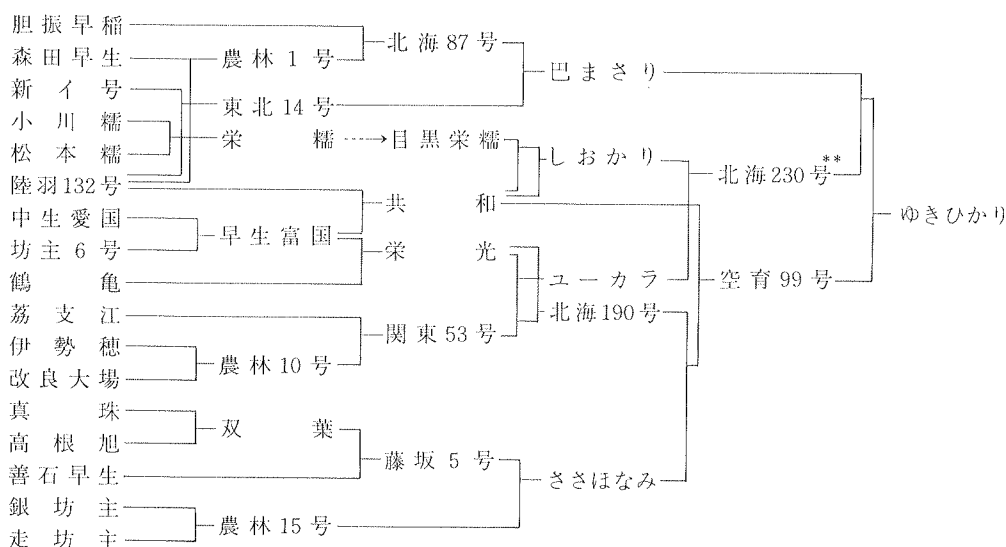 胆振早稲
北海87号
森田早生
農林1号
巴まさり
新イ号
東北14号
小川糯
栄糯
目黒栄糯
しおかり
松本糯
北海230号**
陸羽132号
共和
中生愛国
早生富国
ゆきひかり
坊主6号
栄光
鶴亀
ユーカラ
空育99号
茘支江
北海190号
関東53号
伊勢穂
農林10号
改良大場
真珠
双葉
高根旭
藤坂5号
善石早生
ささほなみ
銀坊主
農林15号
走坊主